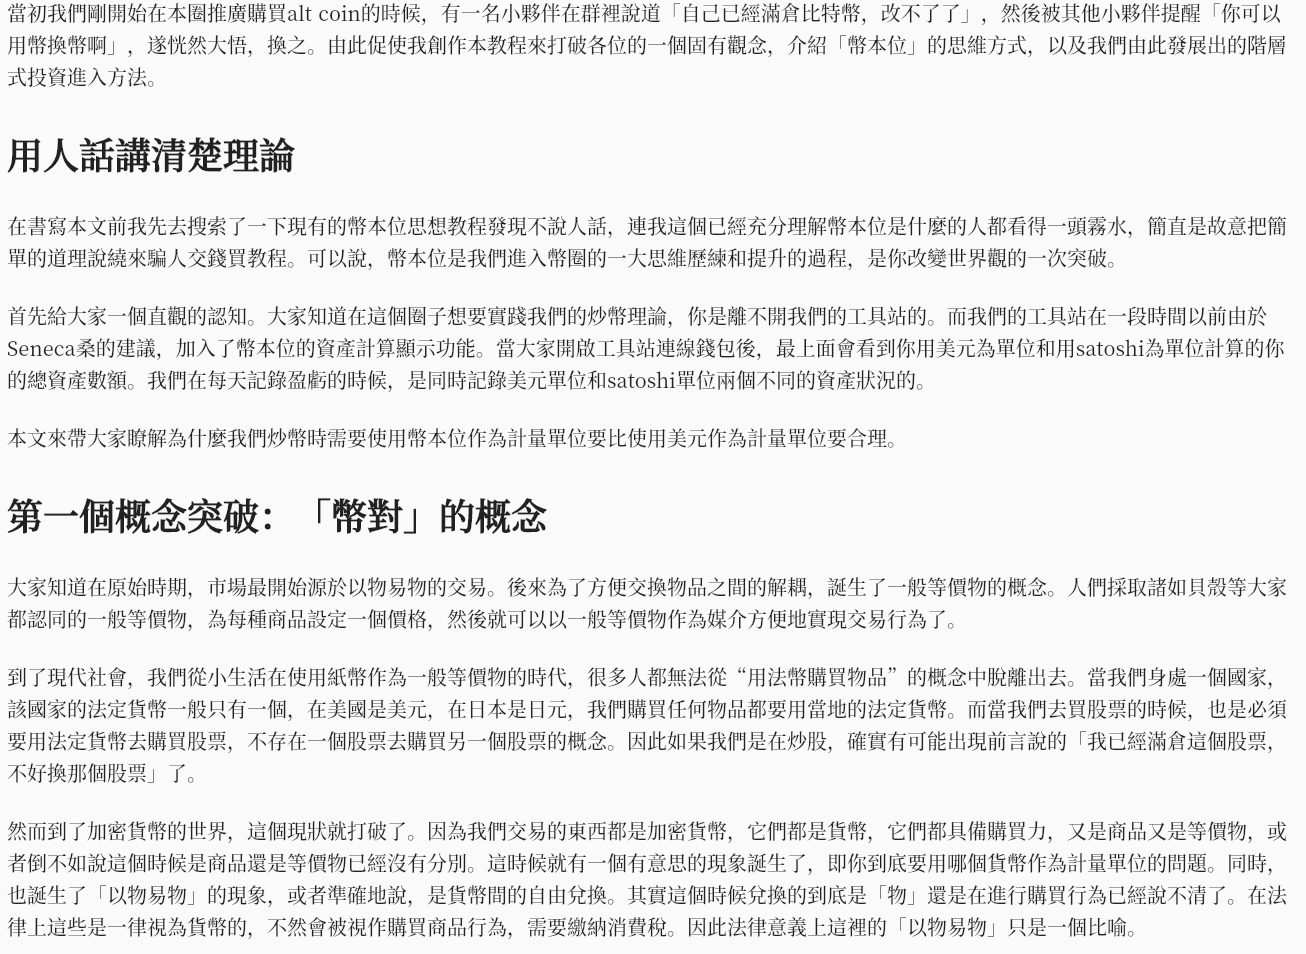 當初我們剛開始在本圈推廣購買alt coin的時候，有一名小夥伴在群裡說道「自己已經滿倉比特幣，改不了了」，然後被其他小夥伴提醒「你可以
用幣換幣啊」，遂恍然大悟，換之。由此促使我創作本教程來打破各位的一個固有觀念，介紹「幣本位」的思維方式，以及我們由此發展出的階層
式投資進入方法。
用人話講清楚理論
在書寫本文前我先去搜索了一下現有的幣本位思想教程發現不說人話，連我這個已經充分理解幣本位是什麼的人都看得一頭霧水，簡直是故意把簡
單的道理說繞來騙人交錢買教程。可以說，幣本位是我們進入幣圈的一大思維歷練和提升的過程，是你改變世界觀的一次突破。
首先給大家一個直觀的認知。大家知道在這個圈子想要實踐我們的炒幣理論，你是離不開我們的工具站的。而我們的工具站在一段時間以前由於
Seneca桑的建議，加入了幣本位的資產計算顯示功能。當大家開啟工具站連線錢包後，最上面會看到你用美元為單位和用satoshi為單位計算的你
的總資產數額。我們在每天記錄盈虧的時候，是同時記錄美元單位和satoshi單位兩個不同的資產狀況的。
本文來帶大家瞭解為什麼我們炒幣時需要使用幣本位作為計量單位要比使用美元作為計量單位要合理。
第一個概念突破：「幣對」的概念
大家知道在原始時期，市場最開始源於以物易物的交易。後來為了方便交換物品之間的解耦，誕生了一般等價物的概念。人們採取諸如貝殼等大家
都認同的一般等價物，為每種商品設定一個價格，然後就可以以一般等價物作為媒介方便地實現交易行為了。
到了現代社會，我們從小生活在使用紙幣作為一般等價物的時代，很多人都無法從“用法幣購買物品”的概念中脫離出去。當我們身處一個國家，
該國家的法定貨幣一般只有一個，在美國是美元，在日本是日元，我們購買任何物品都要用當地的法定貨幣。而當我們去買股票的時候，也是必須
要用法定貨幣去購買股票，不存在一個股票去購買另一個股票的概念。因此如果我們是在炒股，確實有可能出現前言說的「我已經滿倉這個股票，
不好換那個股票」了。
然而到了加密貨幣的世界，這個現狀就打破了。因為我們交易的東西都是加密貨幣，它們都是貨幣，它們都具備購買力，又是商品又是等價物，或
者倒不如說這個時候是商品還是等價物已經沒有分別。這時候就有一個有意思的現象誕生了，即你到底要用哪個貨幣作為計量單位的問題。同時，
也誕生了「以物易物」的現象，或者準確地說，是貨幣間的自由兌換。其實這個時候兌換的到底是「物」還是在進行購買行為已經說不清了。在法
律上這些是一律視為貨幣的，不然會被視作購買商品行為，需要繳納消費稅。因此法律意義上這裡的「以物易物」只是一個比喻。